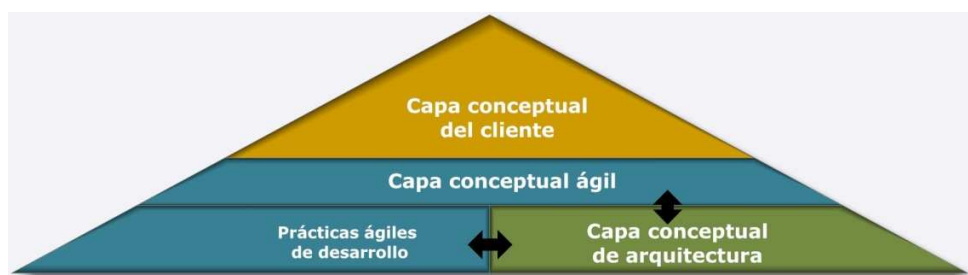 Capa conceptual
del cliente
Capa conceptual ágil
Prácticas ágiles
de desarrollo
Capa conceptual
de arquitectura